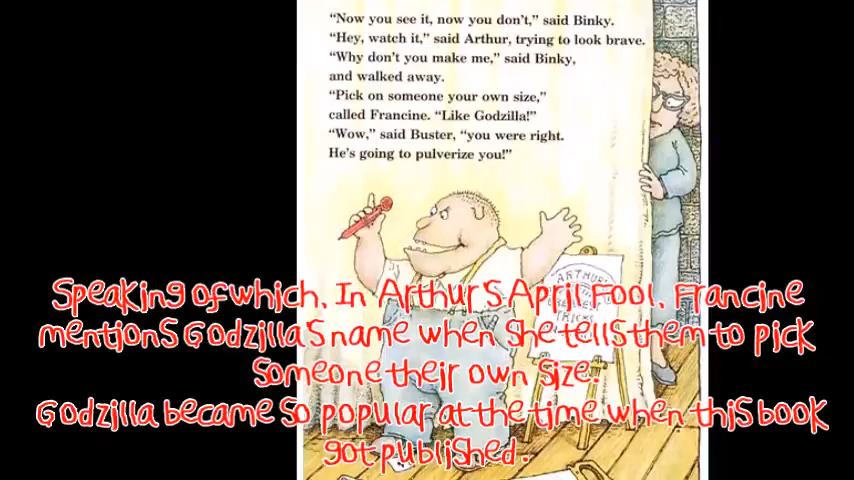 “Now you see it, now you don’t,” said Binky.
“Hey, watch it,” said Arthur, trying to look brave.
“Why don’t you make me,” said Binky,
and walked away.
“Pick on someone your own size,”
called Francine. “Like Godzilla!”
“Wow,” said Buster, “you were right.
He’s going to pulverize you!”
ARTHUR
TRICKS
Speaking of which, In Arthur's April Fool, Francine
mentions Godzilla's name when she tells them to pick
someone their own size.
Godzilla became so popular at the time when this book
got published.